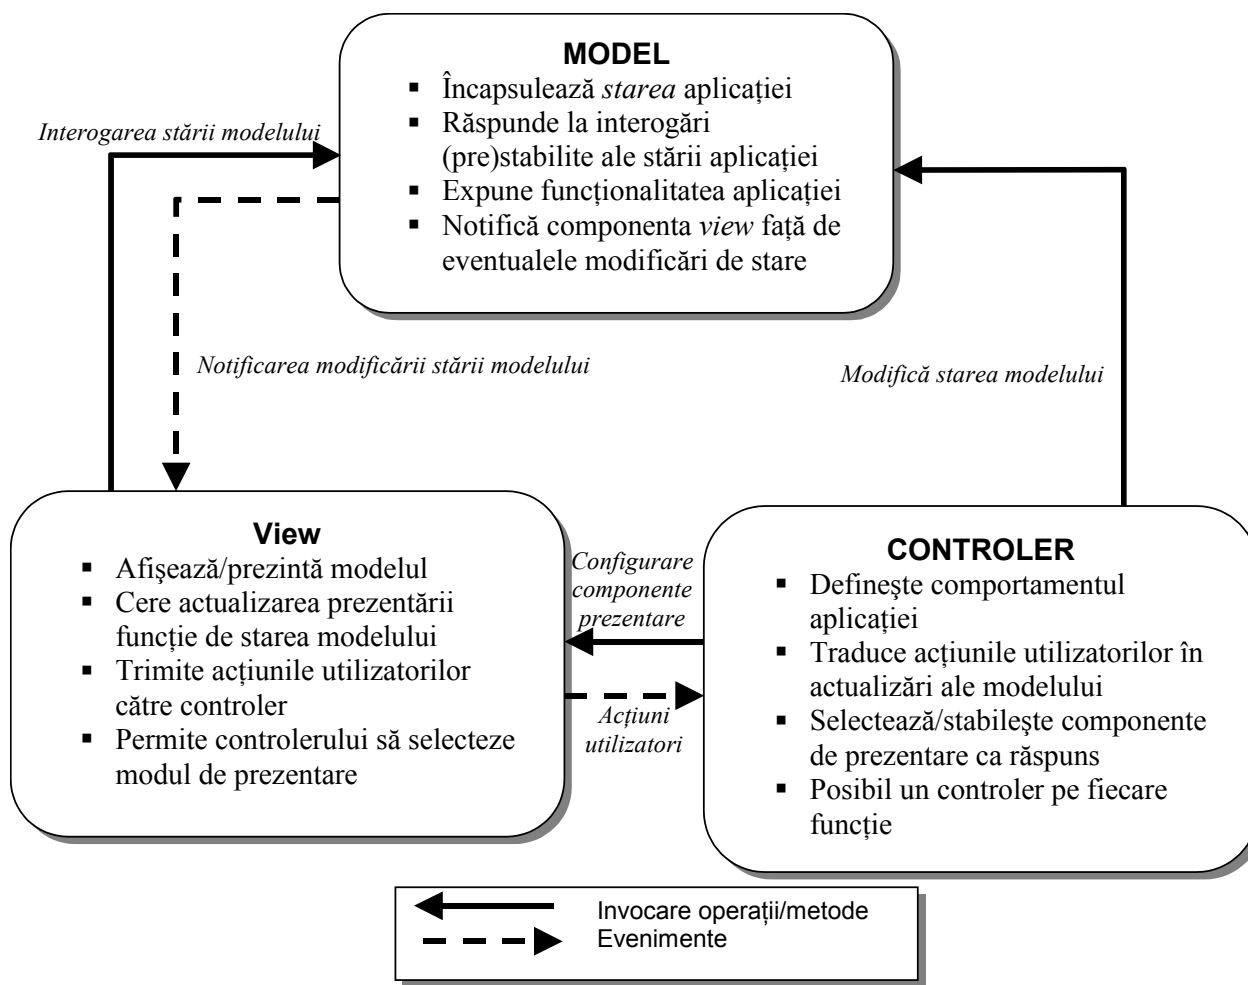 MODEL
▪ Încapsulează starea aplicației
▪ Răspunde la interogări
(pre)stabilite ale stării aplicației
▪ Expune funcționalitatea aplicației
▪ Notifică componenta view față de
eventualele modificări de stare
Interogarea stării modelului
Notificarea modificării stării modelului
Modifică starea modelului
View
▪ Afişează/prezintă modelul
▪ Cere actualizarea prezentării
funcție de starea modelului
▪ Trimite acțiunile utilizatorilor
către controler
▪ Permite controlerului să selecteze
modul de prezentare
Configurare
componente
prezentare
Acțiuni
utilizatori
CONTROLER
▪ Defineşte comportamentul
aplicației
▪ Traduce acțiunile utilizatorilor în
actualizări ale modelului
▪ Selectează/stabileşte componente
de prezentare ca răspuns
▪ Posibil un controler pe fiecare
funcție
Invocare operații/metode
Evenimente